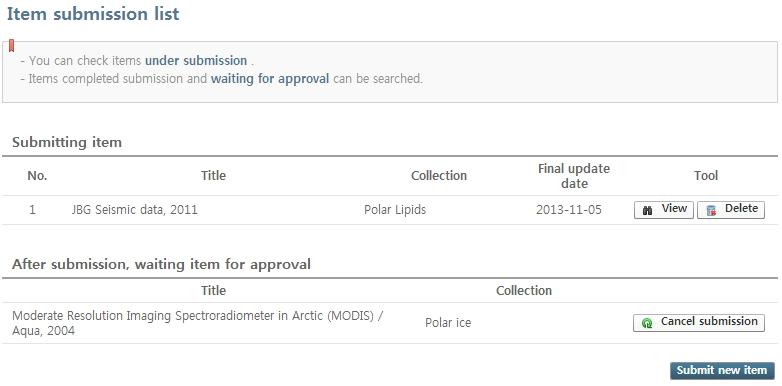 Item submission list
- You can check items under submission .
- Items completed submission and waiting for approval can be searched.
Submitting item
No. Title Collection Final update date Tool
1 JBG Seismic data, 2011 Polar Lipids 2013-11-05 View Delete
After submission, waiting item for approval
Title Collection
Moderate Resolution Imaging Spectroradiometer in Arctic (MODIS) /
Aqua, 2004 Polar ice Cancel submission
Submit new item